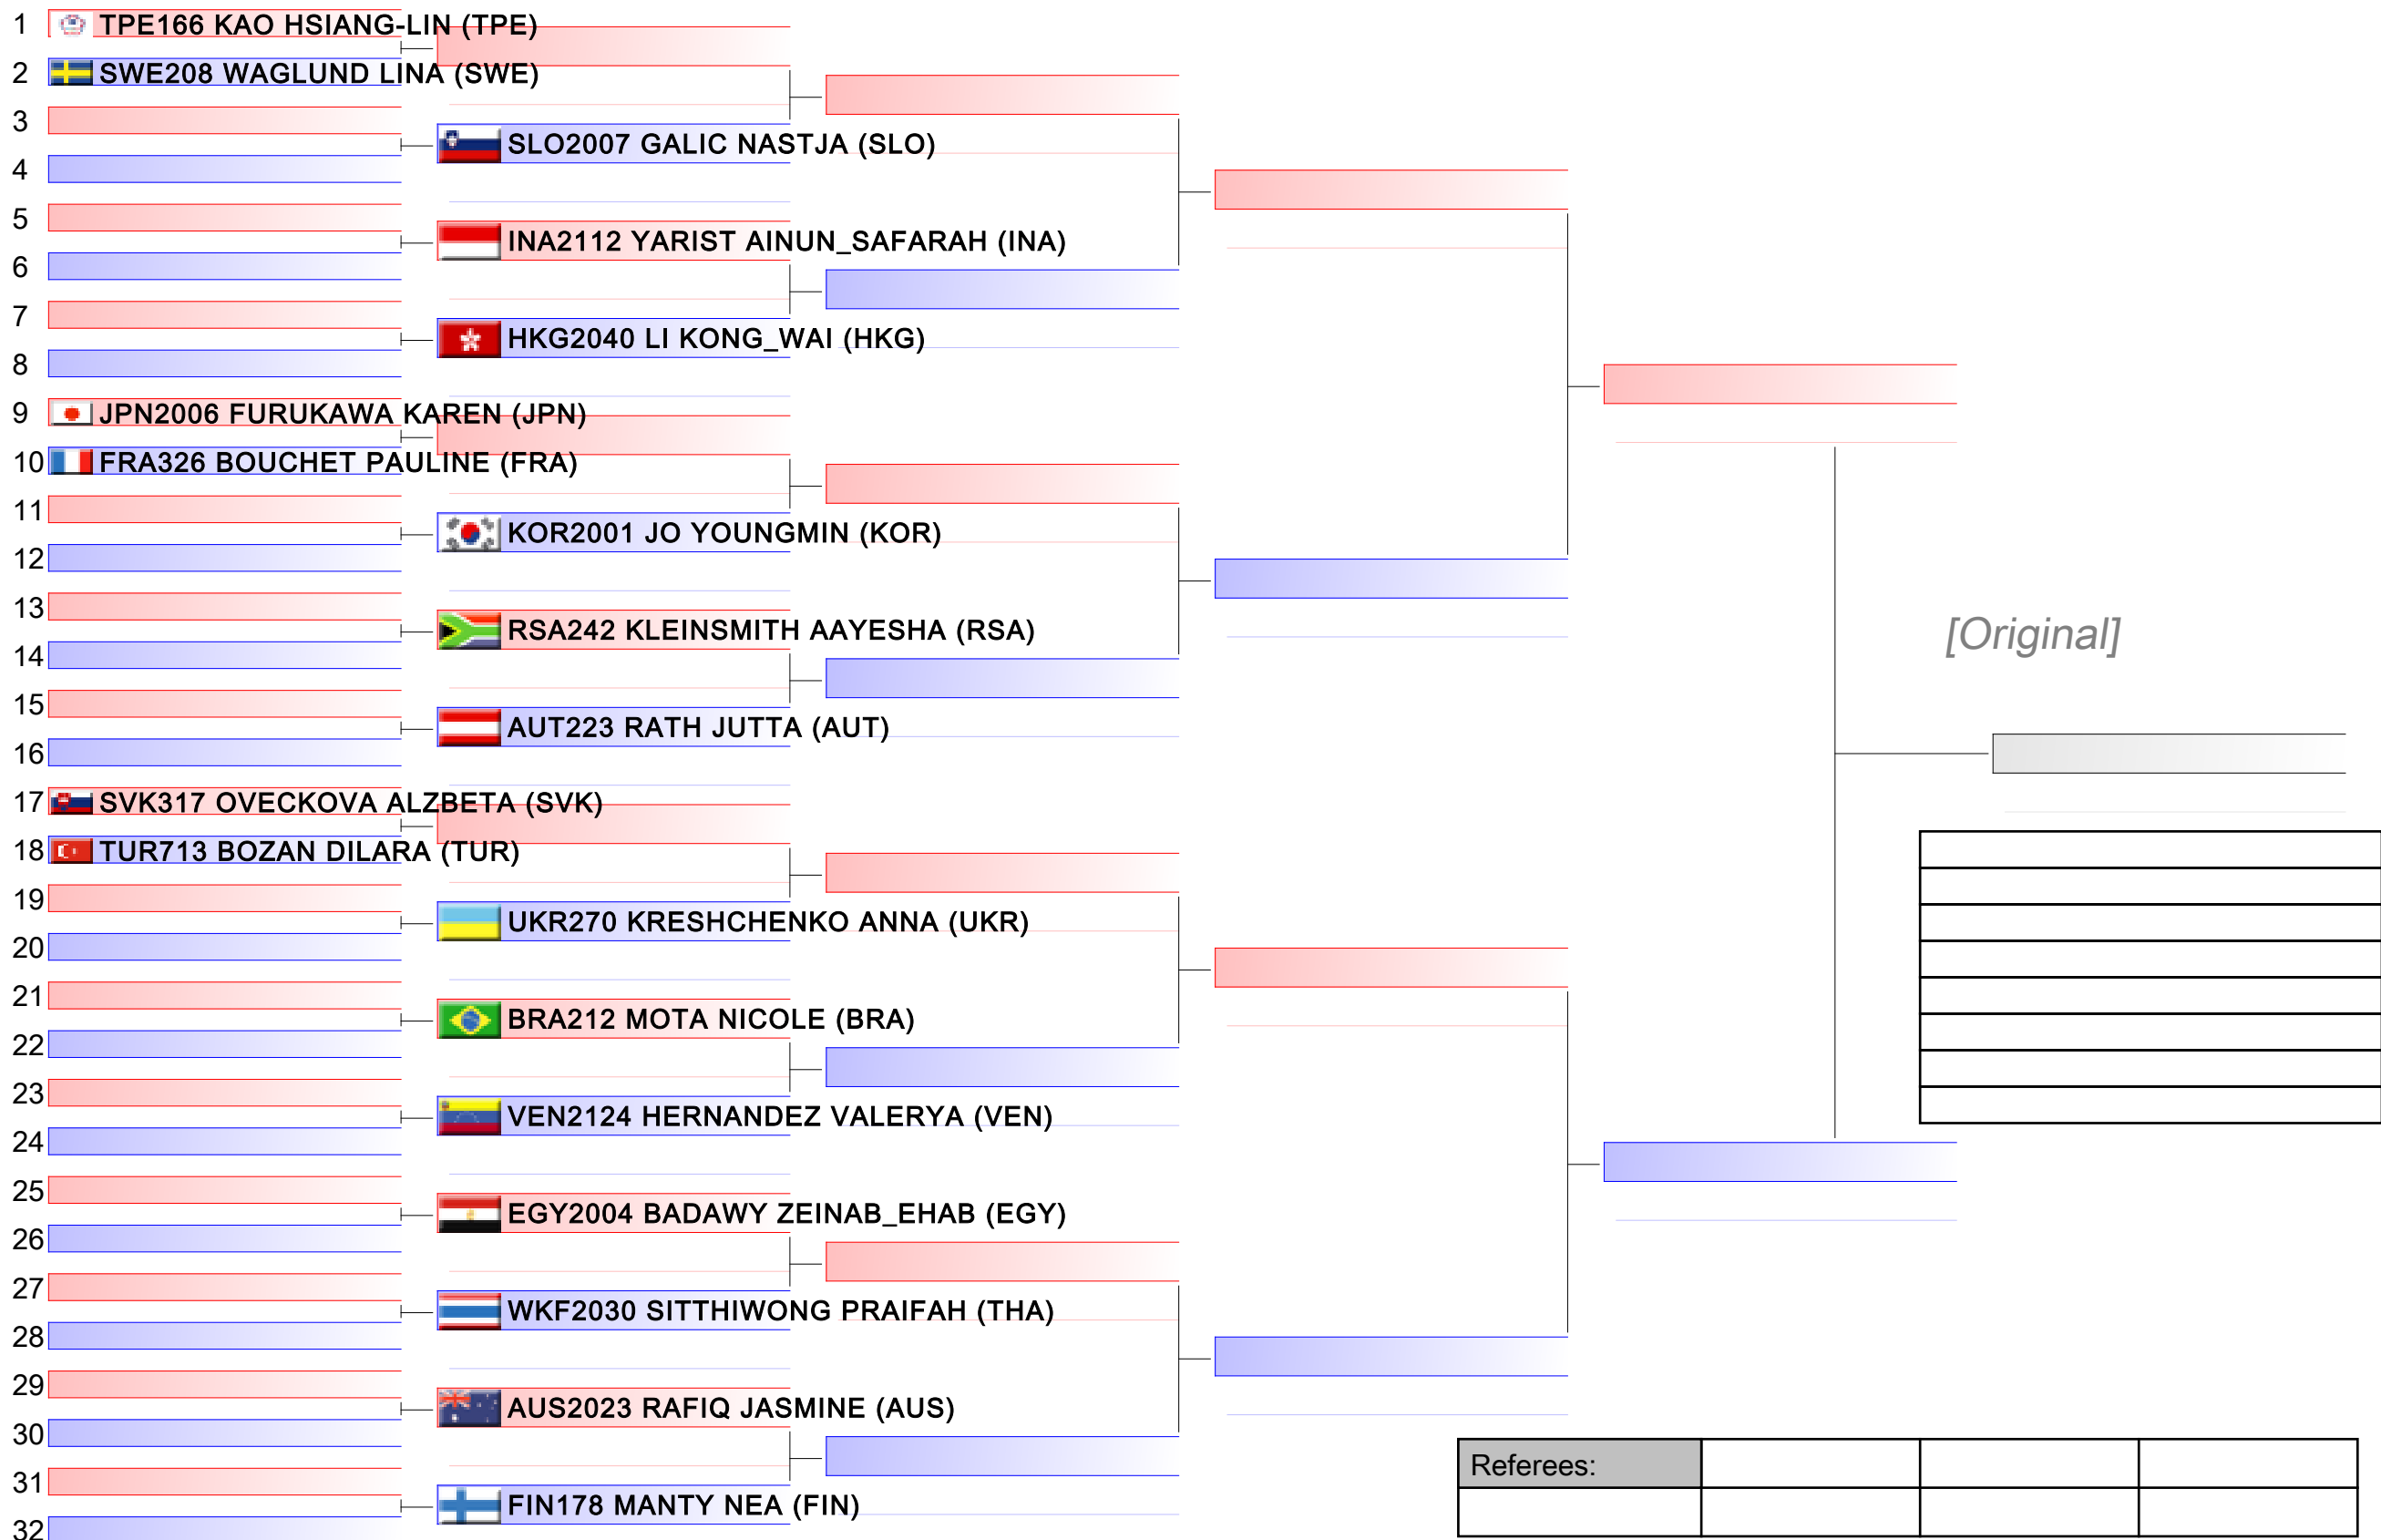 1 TPE166 KAO HSIANG-LIN (TPE)
2 SWE208 WAGLUND LINA (SWE)
3
SLO2007 GALIC NASTJA (SLO)
4
5
INA2112 YARIST AINUN_SAFARAH (INA)
6
7
HKG2040 LI KONG_WAI (HKG)
8
9 JPN2006 FURUKAWA KAREN (JPN)
10 FRA326 BOUCHET PAULINE (FRA)
11
KOR2001 JO YOUNGMIN (KOR)
12
13
RSA242 KLEINSMITH AAYESHA (RSA)
[Original]
14
15
AUT223 RATH JUTTA (AUT)
16
17 SVK317 OVECKOVA ALZBETA (SVK)
18 TUR713 BOZAN DILARA (TUR)
19
UKR270 KRESHCHENKO ANNA (UKR)
20
21
BRA212 MOTA NICOLE (BRA)
22
23
VEN2124 HERNANDEZ VALERYA (VEN)
24
25
EGY2004 BADAWY ZEINAB_EHAB (EGY)
26
27
WKF2030 SITTHIWONG PRAIFAH (THA)
28
29
AUS2023 RAFIQ JASMINE (AUS)
30
Referees:
31
FIN178 MANTY NEA (FIN)
32